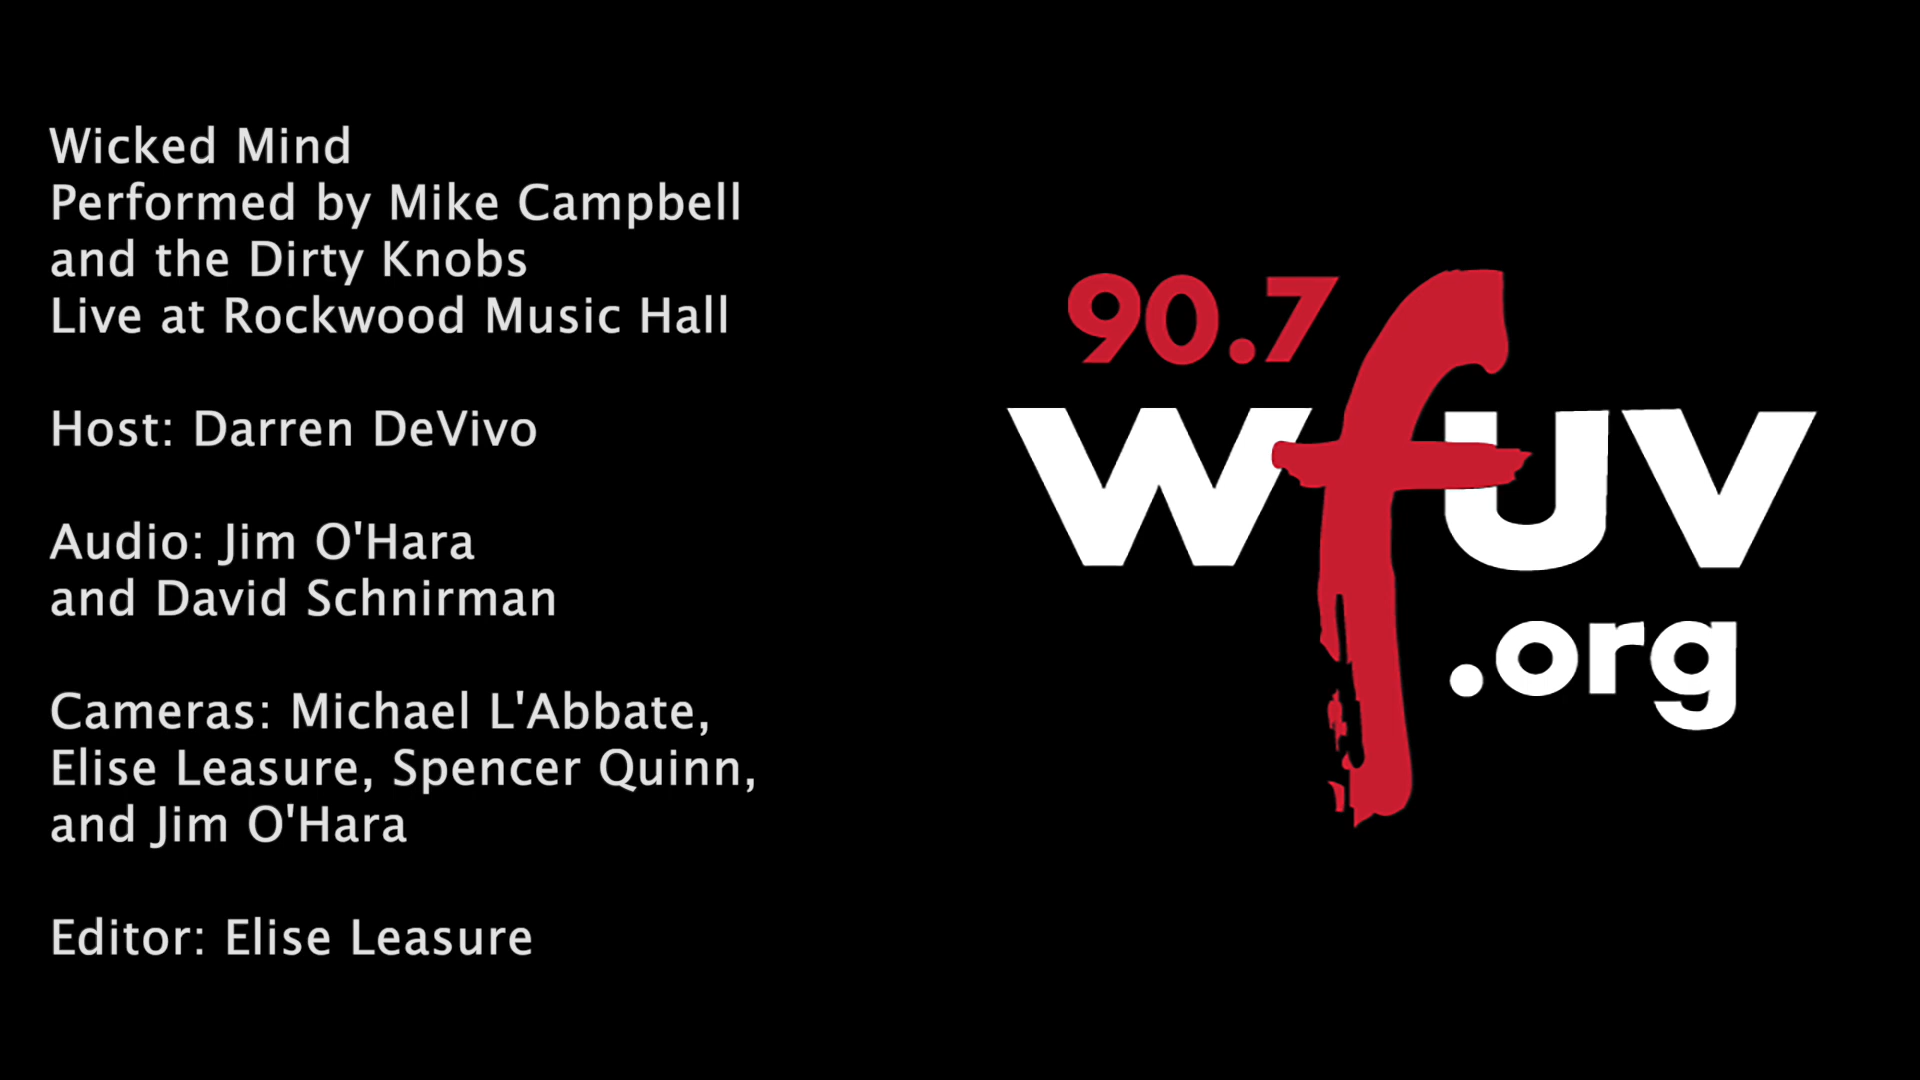 Wicked Mind
Performed by Mike Campbell
and the Dirty Knobs
Live at Rockwood Music Hall
Host: Darren DeVivo
Audio: Jim O'Hara
and David Schnirman
Cameras: Michael L'Abbate,
Elise Leasure, Spencer Quinn,
and Jim O'Hara
Editor: Elise Leasure
90.7
wfuv
.org